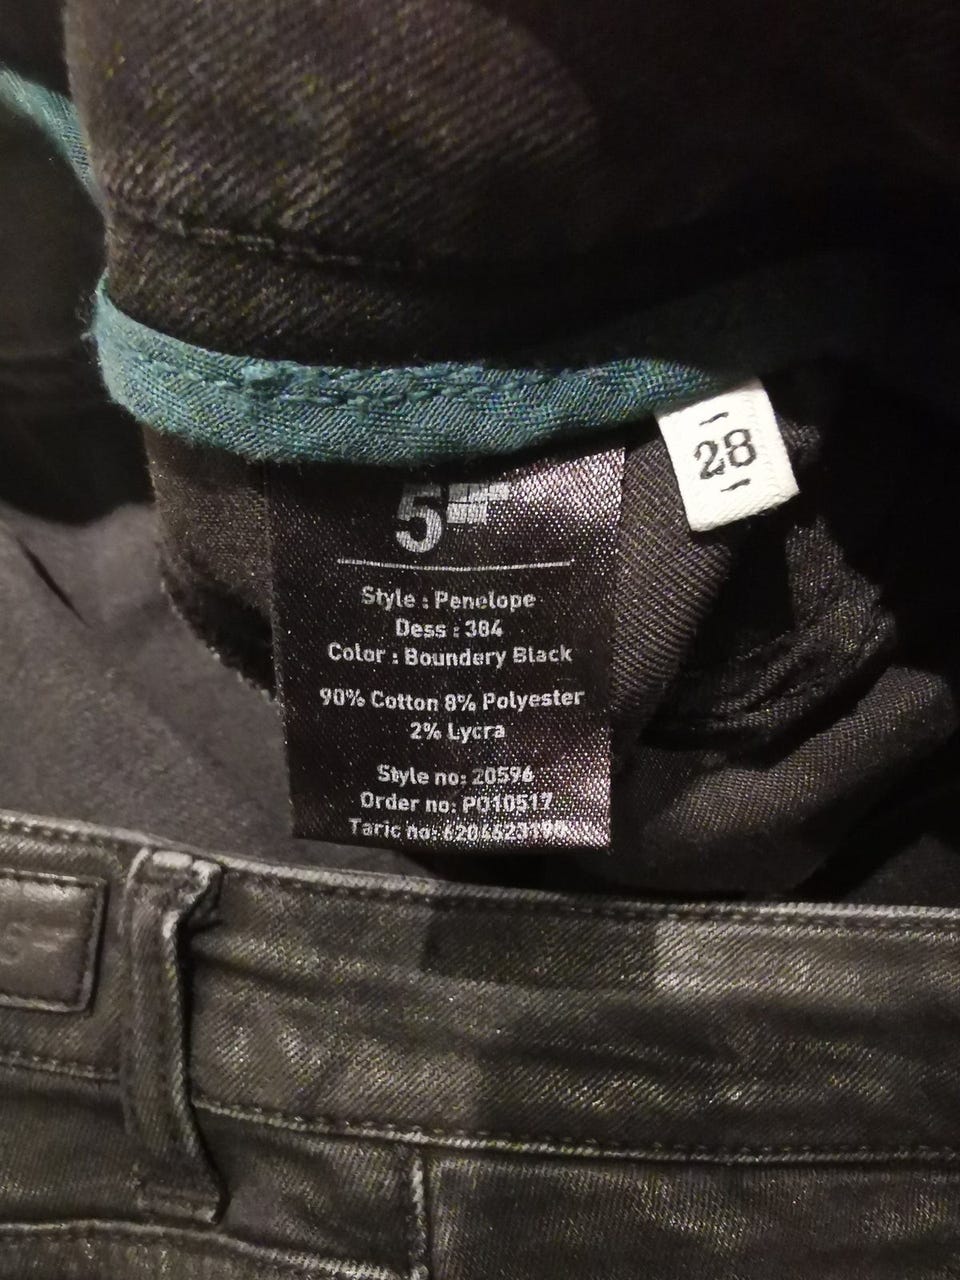 28
5
Style : Penelope
Dess : 304
Color : Boundery Black
90% Cotton 8% Polyester
2% Lycra
Style no: 20596
Order no: PO10517
Taric no:
S